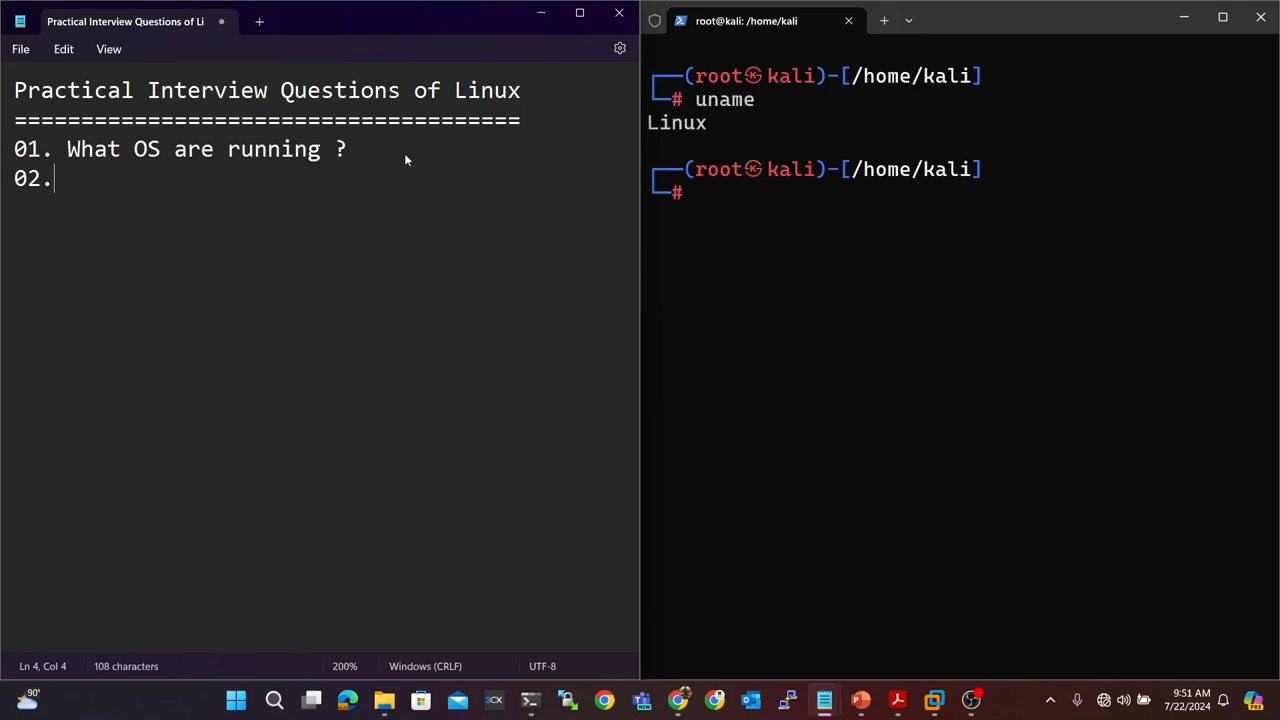 Practical Interview Questions of Li
File Edit View
Practical Interview Questions of Linux
======================================
01. What OS are running ?
02.
Ln 4, Col 4 108 characters 200% Windows (CRLF) UTF-8
root@kali: /home/kali
┌──(root㉿kali)-[/home/kali]
└─# uname
Linux
┌──(root㉿kali)-[/home/kali]
└─#
90°
9:51 AM
7/22/2024